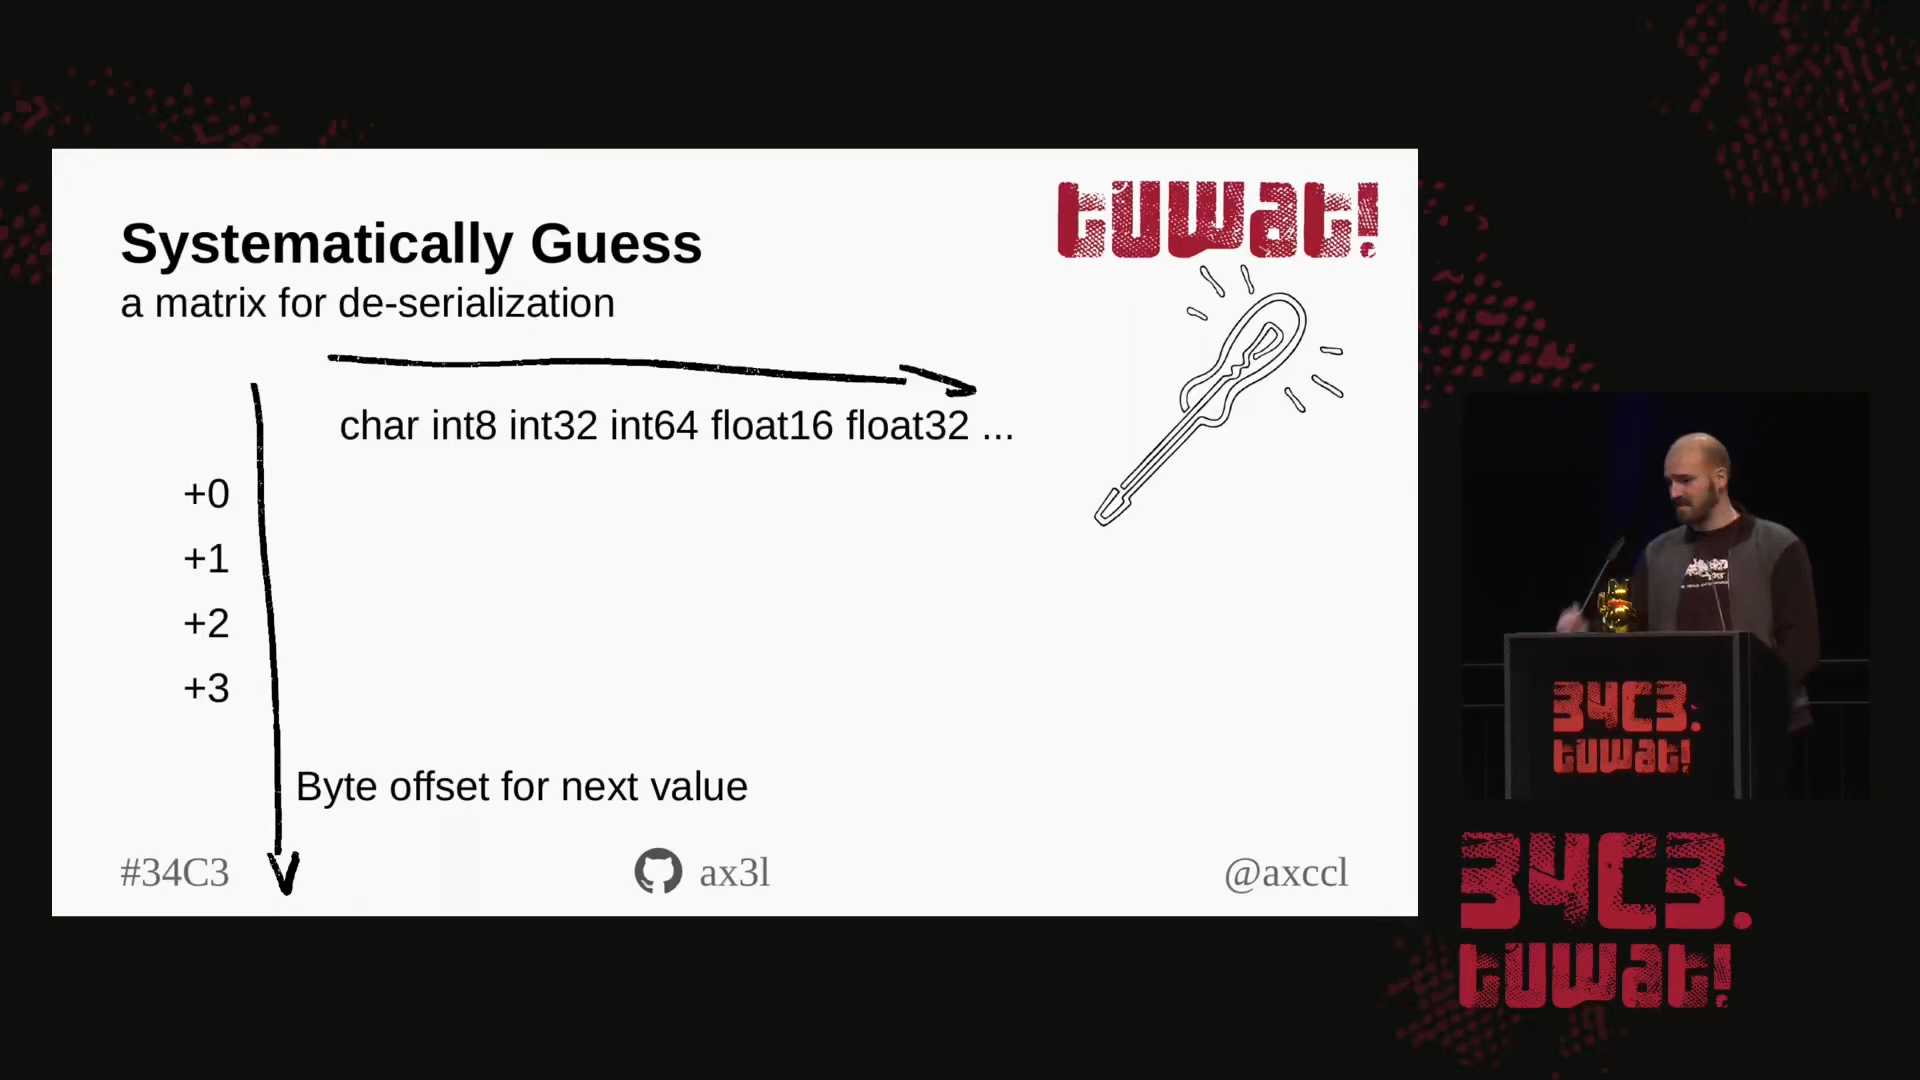 tuwat!
Systematically Guess
a matrix for de-serialization
char int8 int32 int64 float16 float32 ...
+0
+1
+2
+3
Byte offset for next value
#34C3
ax3l
@axccl
34C3.
tuwat!
34C3.
tuwat!